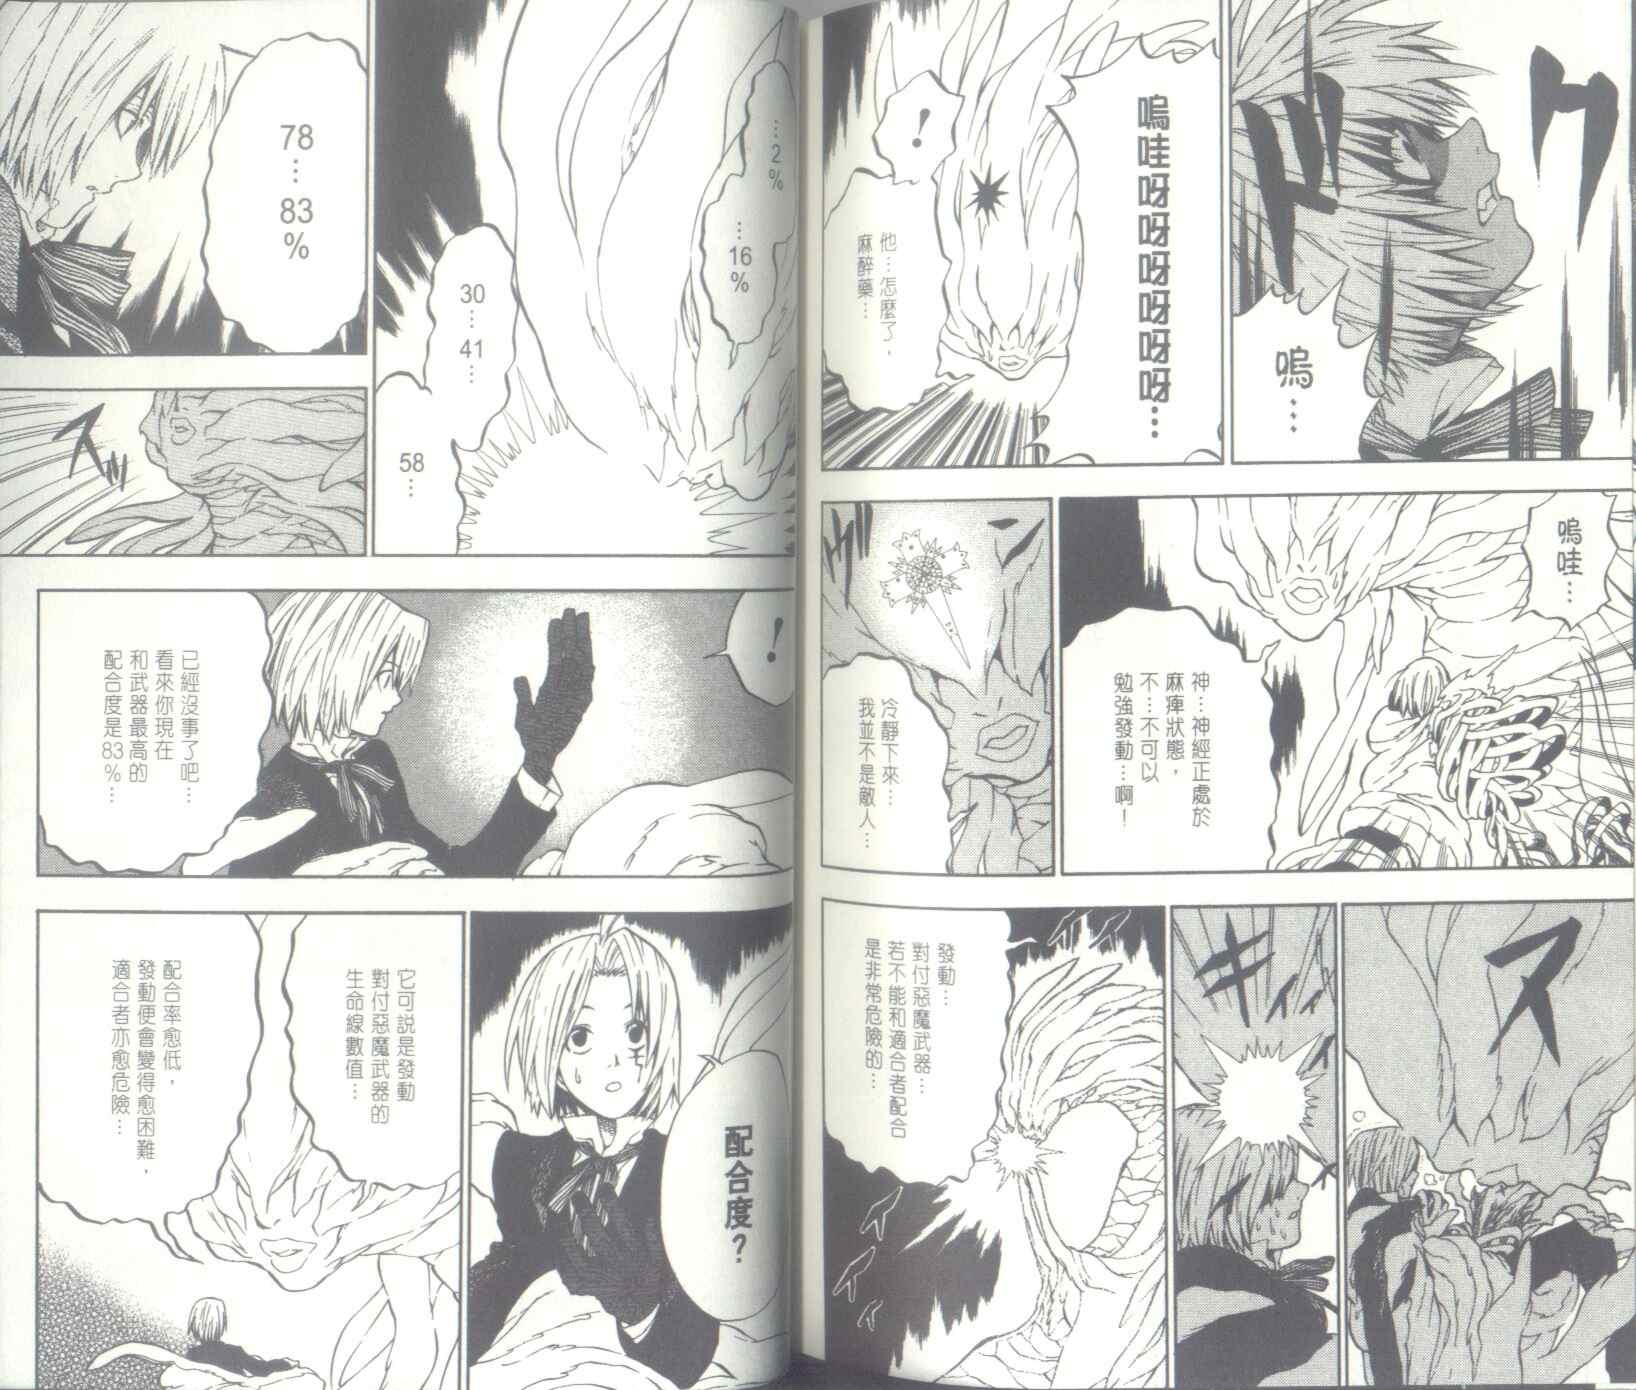 ドクン
嗚…
嗚哇呀呀呀呀呀呀…
!
他…怎麼了,
麻醉藥…
嗚哇…
神…神經正處於
麻痺狀態,
不…不可以
勉強發動…啊!
冷靜下來…
我並不是敵人…
ヌ
キィ
發動…
對付惡魔武器…
若不能和適合者配合
是非常危險的…
…2%
…16%
30…41…
58…
78…83%
!
已經沒事了吧…
看來你現在
和武器最高的
配合度是83%…
配合度?
它可說是發動
對付惡魔武器的
生命線數值…
配合率愈低,
發動便會變得愈困難,
適合者亦愈危險…